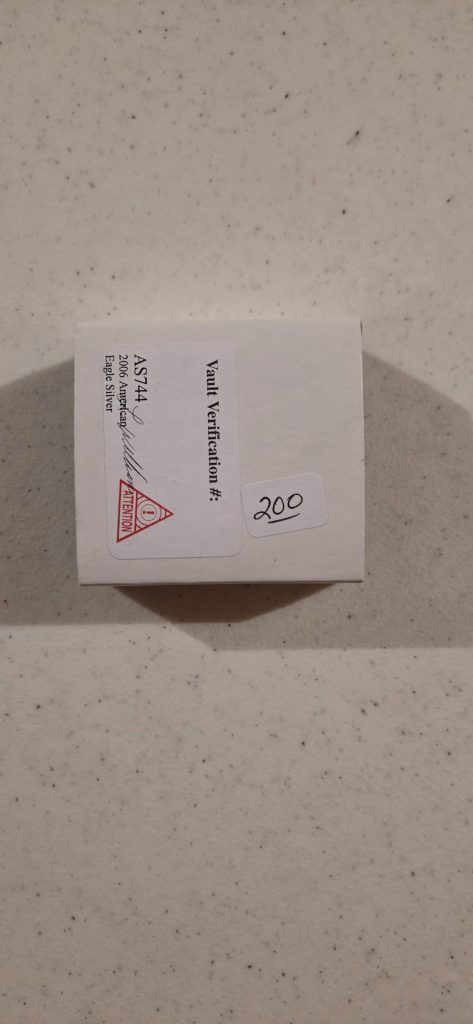 Vault Verification #:
AS744
2006 American
Eagle Silver
ATTENTION
200